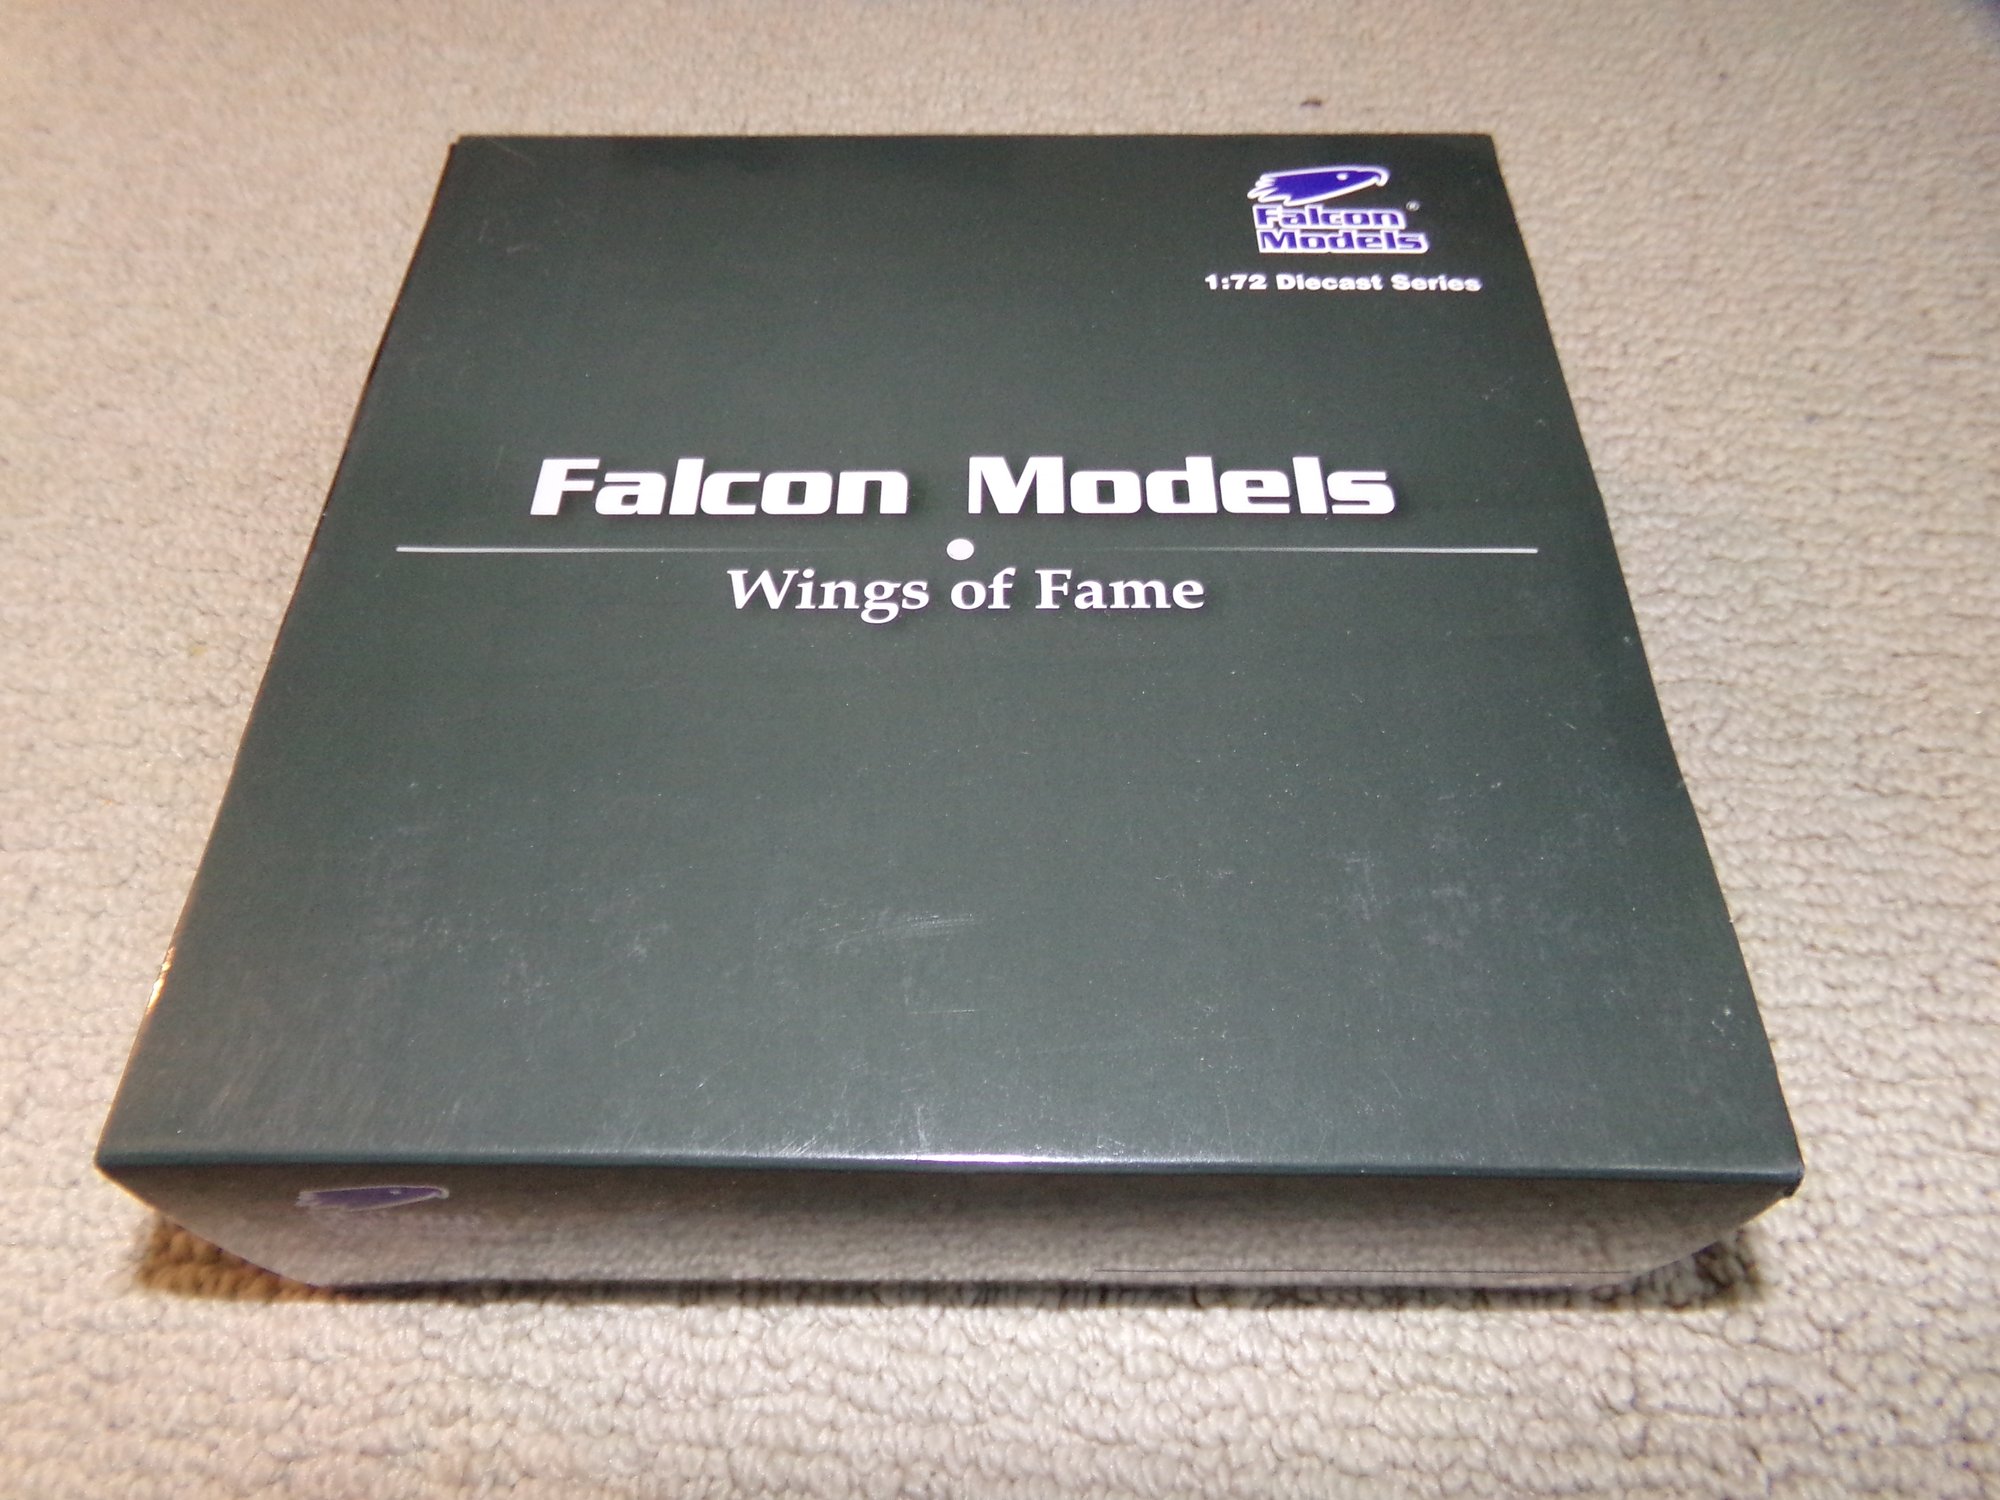 Falcon
Models ®
1:72 Diecast Series
Falcon Models
Wings of Fame